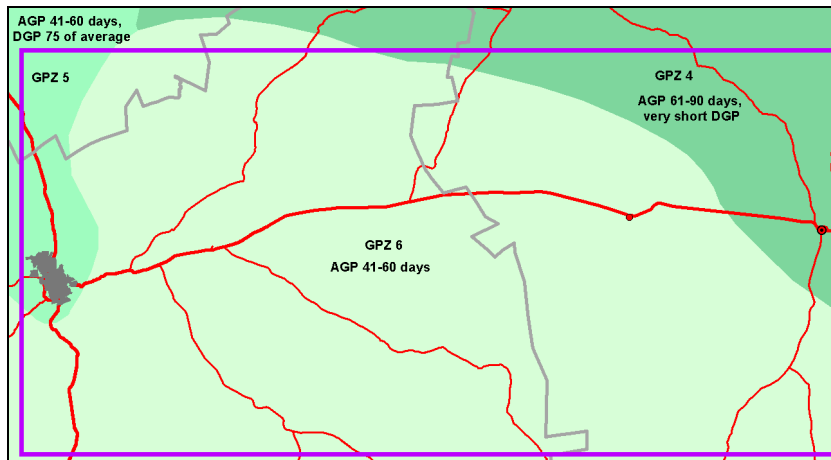 AGP 41-60 days,
DGP 75 of average
GPZ 5
GPZ 4
AGP 61-90 days,
very short DGP
GPZ 6
AGP 41-60 days